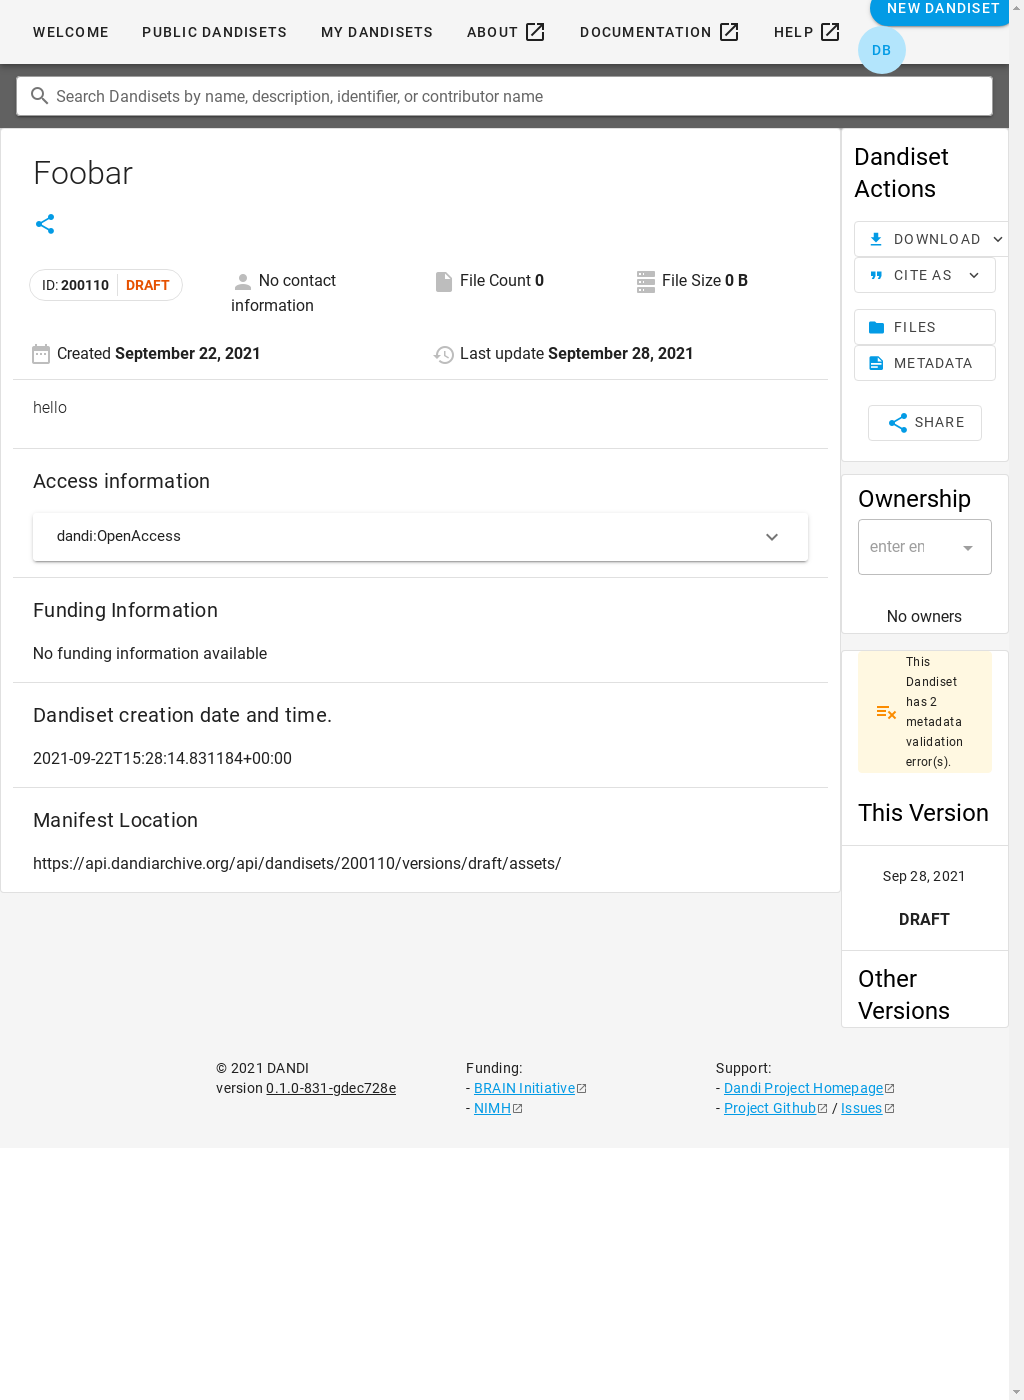 WELCOME
PUBLIC DANDISETS
MY DANDISETS
ABOUT
DOCUMENTATION
HELP
NEW DANDISET
DB
Search Dandisets by name, description, identifier, or contributor name
Foobar
ID: 200110 DRAFT
No contact
information
File Count 0
File Size 0 B
Created September 22, 2021
Last update September 28, 2021
hello
Access information
dandi:OpenAccess
Funding Information
No funding information available
Dandiset creation date and time.
2021-09-22T15:28:14.831184+00:00
Manifest Location
https://api.dandiarchive.org/api/dandisets/200110/versions/draft/assets/
Dandiset
Actions
DOWNLOAD
CITE AS
FILES
METADATA
SHARE
Ownership
enter en
No owners
This
Dandiset
has 2
metadata
validation
error(s).
This Version
Sep 28, 2021
DRAFT
Other
Versions
© 2021 DANDI
version 0.1.0-831-gdec728e
Funding:
- BRAIN Initiative
- NIMH
Support:
- Dandi Project Homepage
- Project Github / Issues